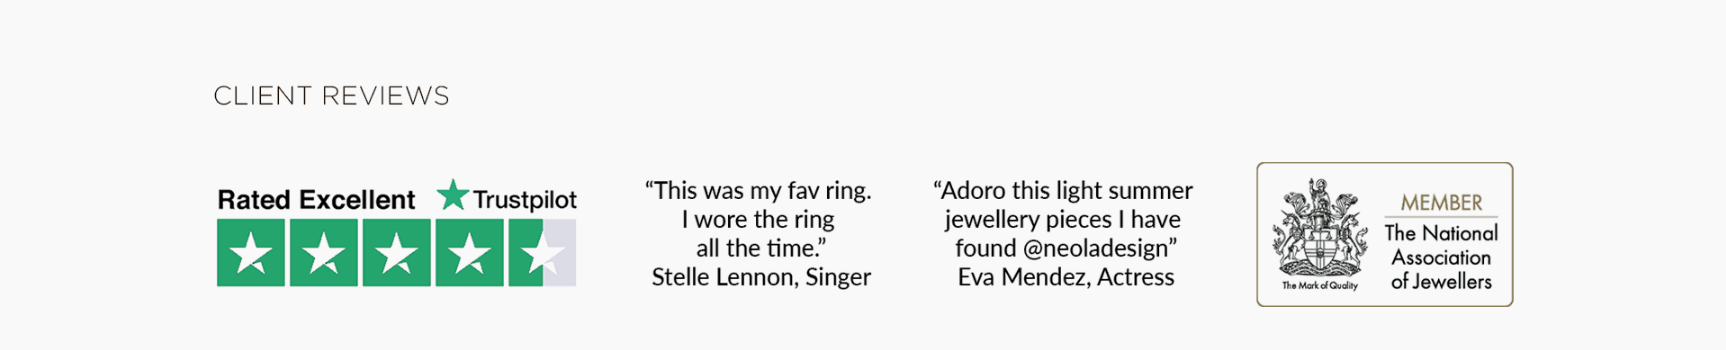 CLIENT REVIEWS
Rated Excellent Trustpilot
“This was my fav ring.
I wore the ring
all the time.”
Stelle Lennon, Singer
“Adoro this light summer
jewellery pieces I have
found @neoladesign”
Eva Mendez, Actress
The Mark of Quality
MEMBER
The National
Association
of Jewellers